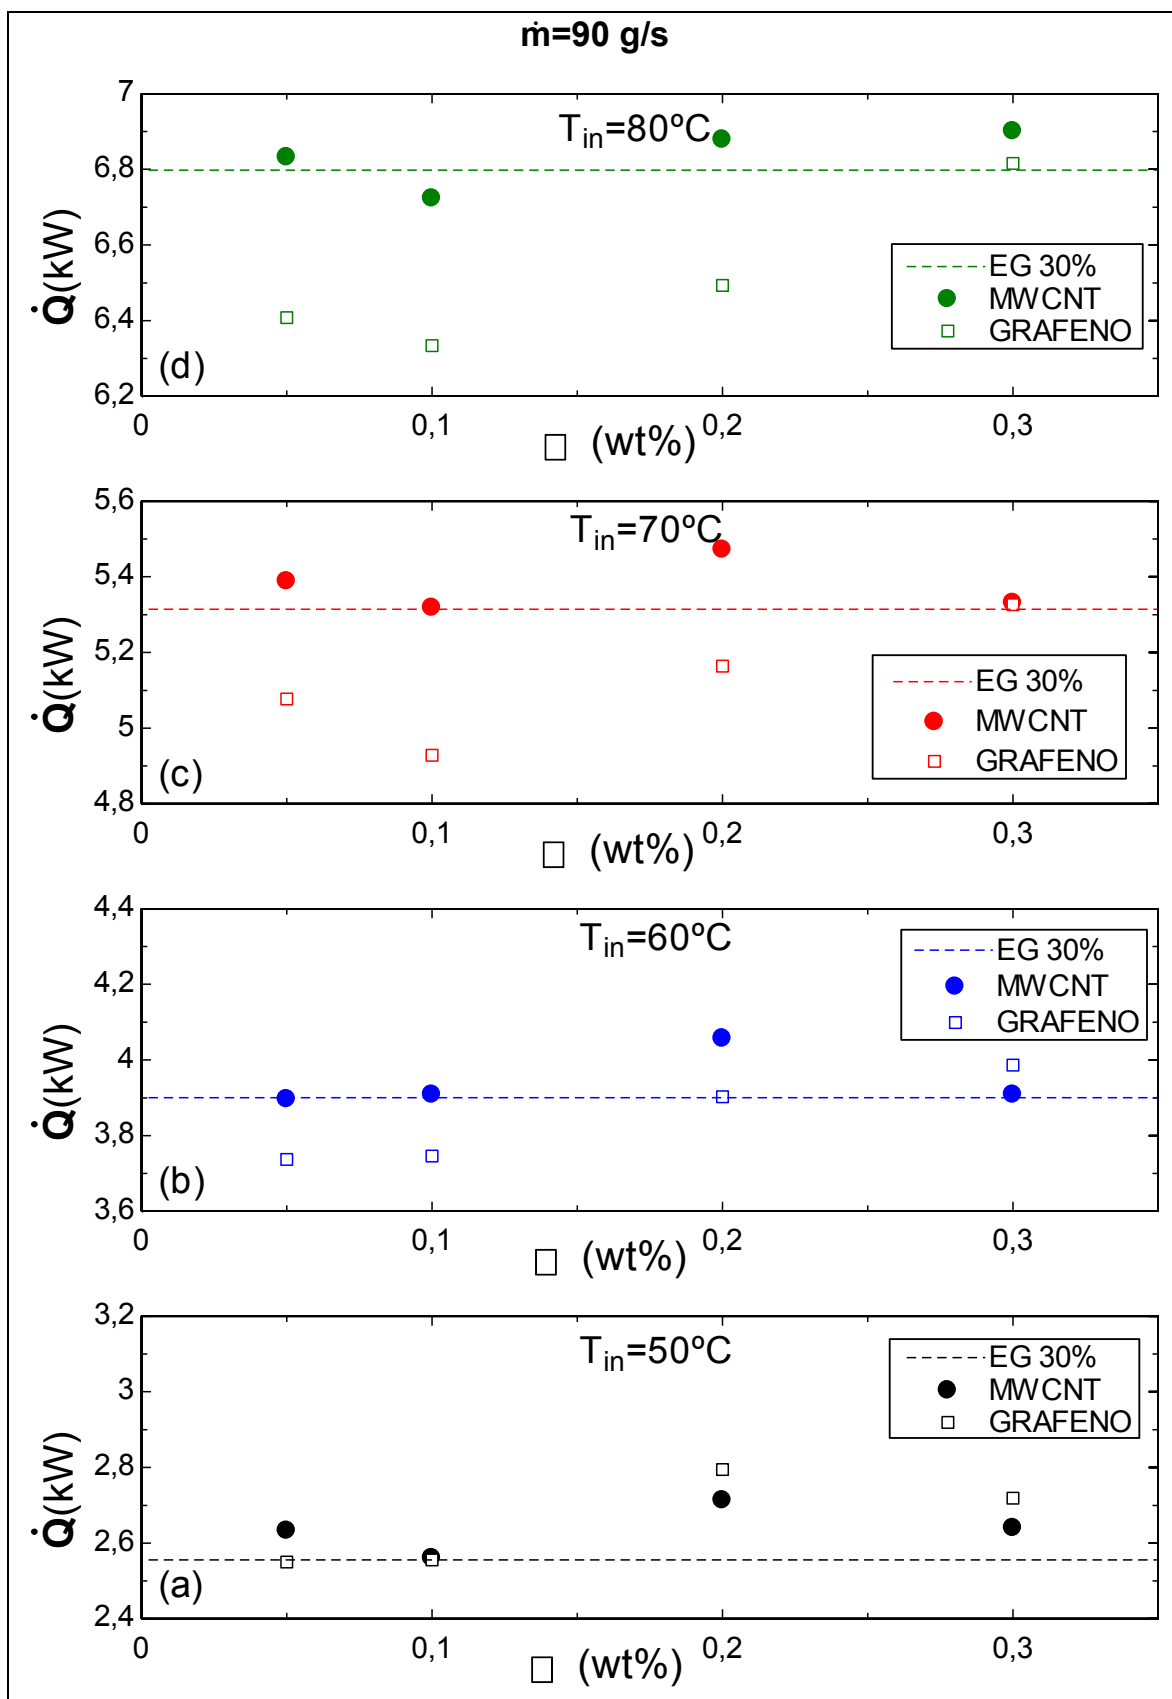 ṁ=90 g/s
7
6,8
6,6
6,4
6,2
Q̇(kW)
T_in=80ºC
EG 30%
MWCNT
GRAFENO
(d)
0 0,1 0,2 0,3
□ (wt%)
5,6
5,4
5,2
5
4,8
Q̇(kW)
T_in=70ºC
EG 30%
MWCNT
GRAFENO
(c)
0 0,1 0,2 0,3
□ (wt%)
4,4
4,2
4
3,8
3,6
Q̇(kW)
T_in=60ºC
EG 30%
MWCNT
GRAFENO
(b)
0 0,1 0,2 0,3
□ (wt%)
3,2
3
2,8
2,6
2,4
Q̇(kW)
T_in=50ºC
EG 30%
MWCNT
GRAFENO
(a)
0 0,1 0,2 0,3
□ (wt%)